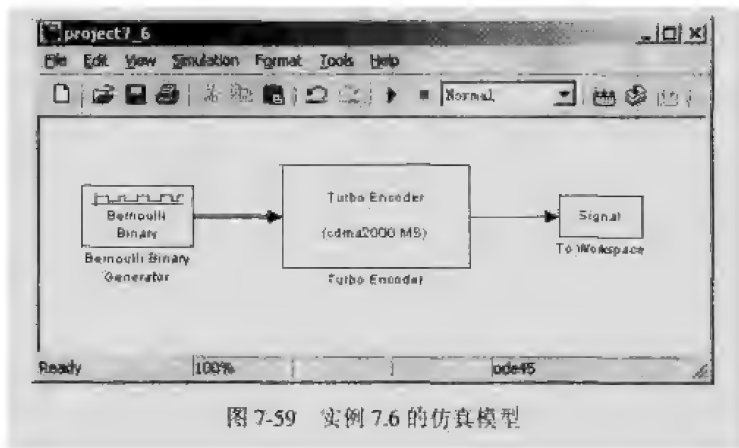 project7_6
File Edit View Simulation Format Tools Help
Normal
Bernoulli
Binary
Bernoulli Binary
Generator
Turbo Encoder
(cdma2000 MS)
Turbo Encoder
Signal
To Workspace
Ready 100% ode45
图 7-59 实例 7.6 的仿真模型